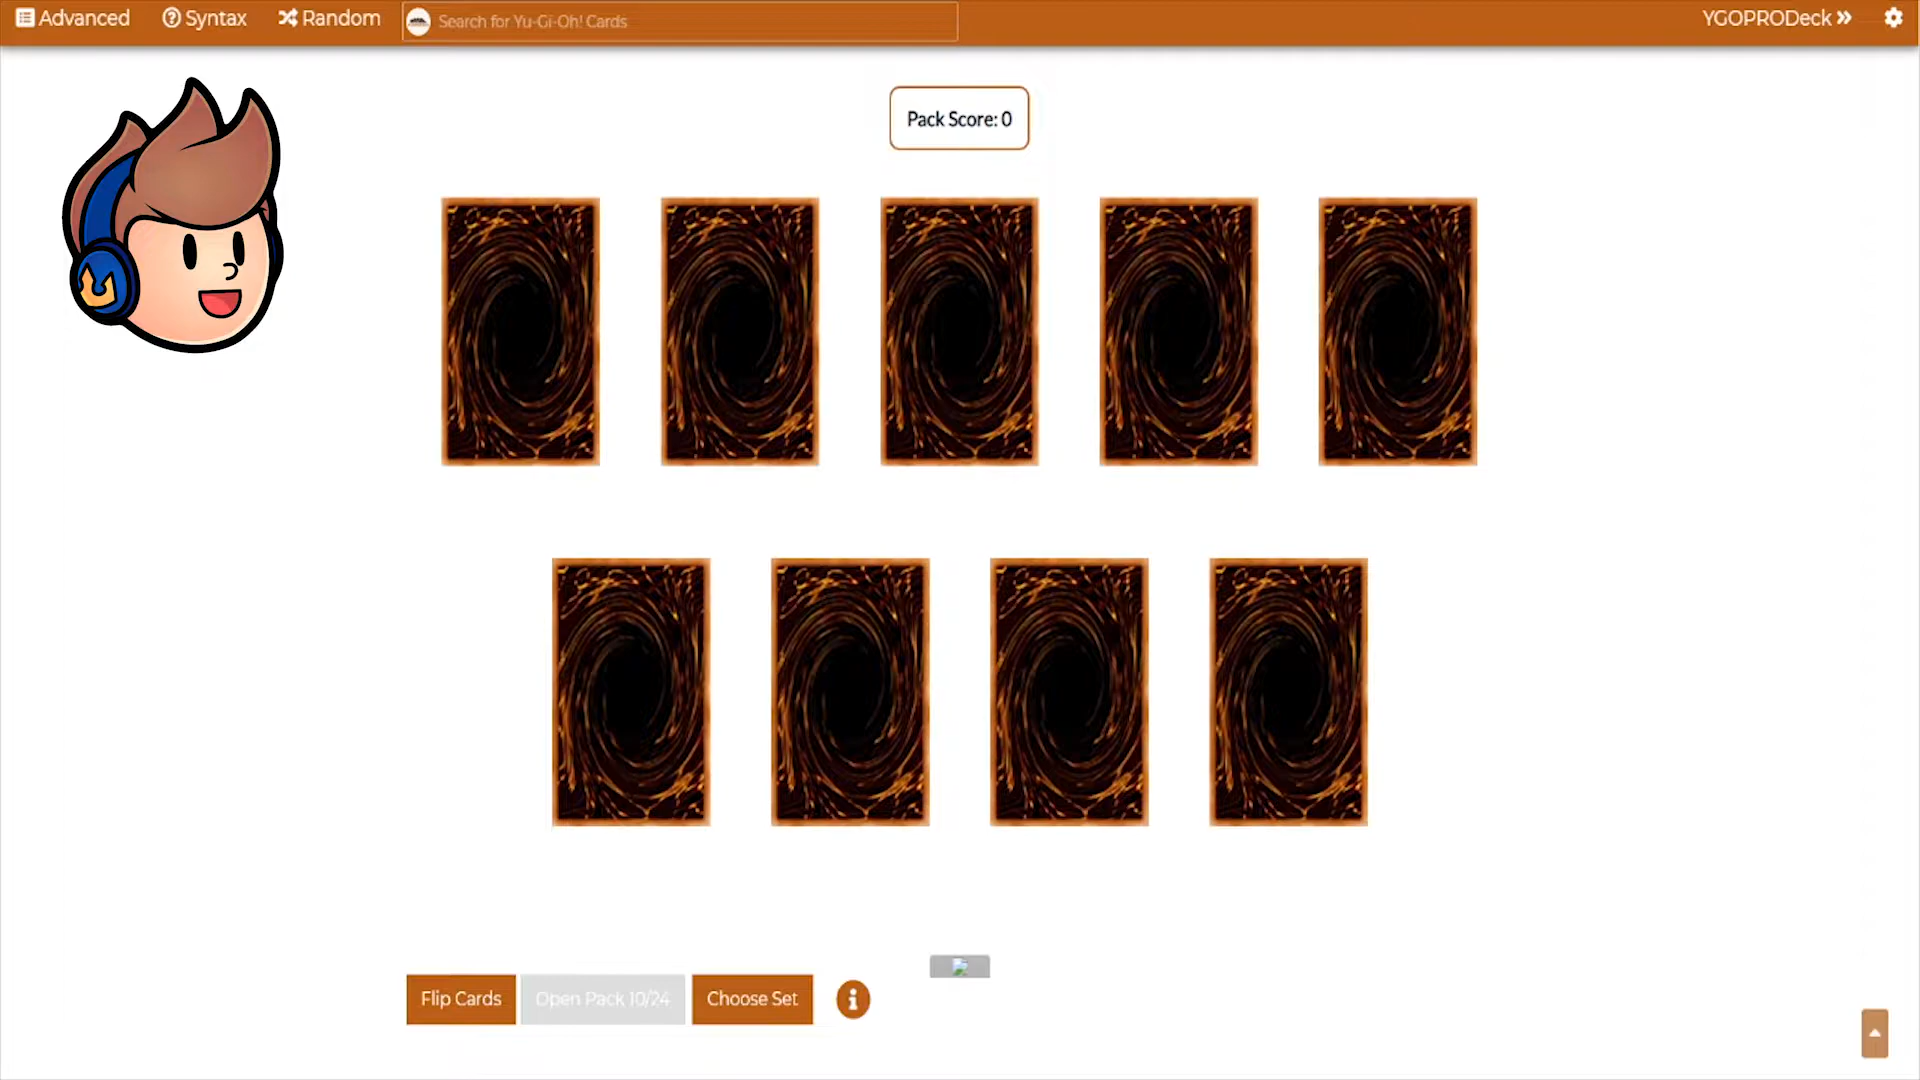 Advanced
Syntax
Random
Search for Yu-Gi-Oh! Cards
YGOPRODeck
Pack Score: 0
Flip Cards
Open Pack 10/24
Choose Set